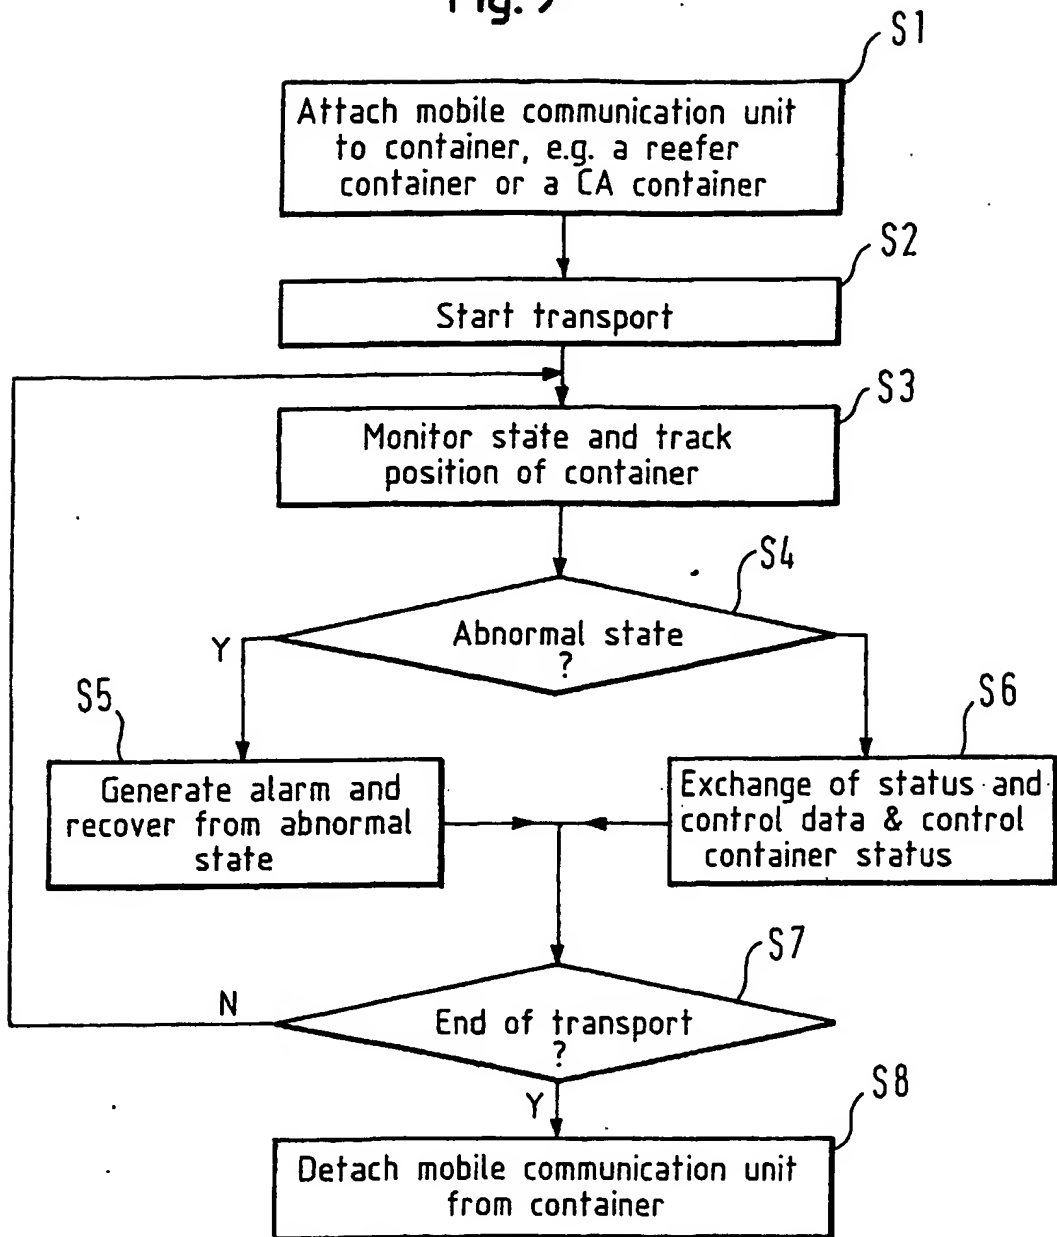 Fig. 9
S1
Attach mobile communication unit
to container, e.g. a reefer
container or a CA container
S2
Start transport
S3
Monitor state and track
position of container
S4
Abnormal state
?
Y
S5
Generate alarm and
recover from abnormal
state
S6
Exchange of status and
control data & control
container status
S7
End of transport
?
N
Y
S8
Detach mobile communication unit
from container